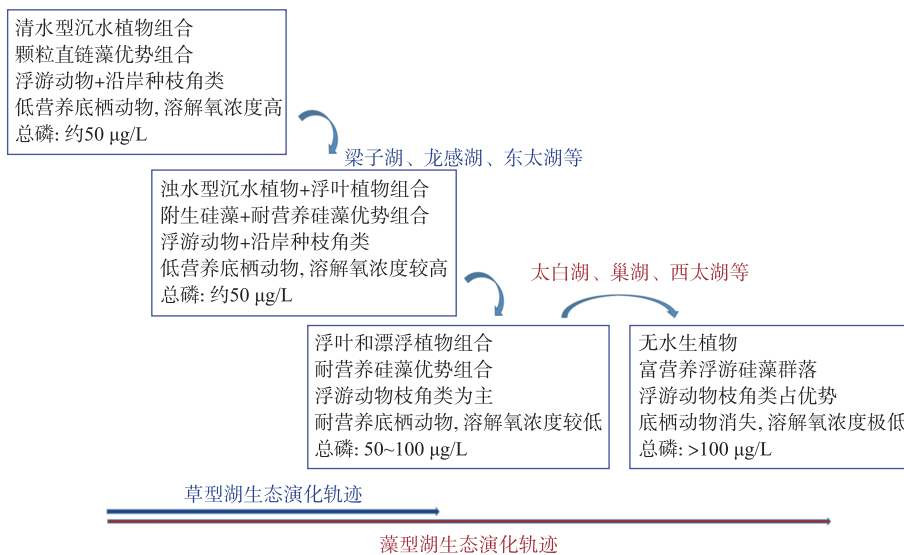 清水型沉水植物组合
颗粒直链藻优势组合
浮游动物+沿岸种枝角类
低营养底栖动物, 溶解氧浓度高
总磷: 约50 μg/L
梁子湖、龙感湖、东太湖等
浊水型沉水植物+浮叶植物组合
附生硅藻+耐营养硅藻优势组合
浮游动物+沿岸种枝角类
低营养底栖动物, 溶解氧浓度较高
总磷: 约50 μg/L
太白湖、巢湖、西太湖等
浮叶和漂浮植物组合
耐营养硅藻优势组合
浮游动物枝角类为主
耐营养底栖动物, 溶解氧浓度较低
总磷: 50~100 μg/L
无水生植物
富营养浮游硅藻群落
浮游动物枝角类占优势
底栖动物消失, 溶解氧浓度极低
总磷: >100 μg/L
草型湖生态演化轨迹
藻型湖生态演化轨迹